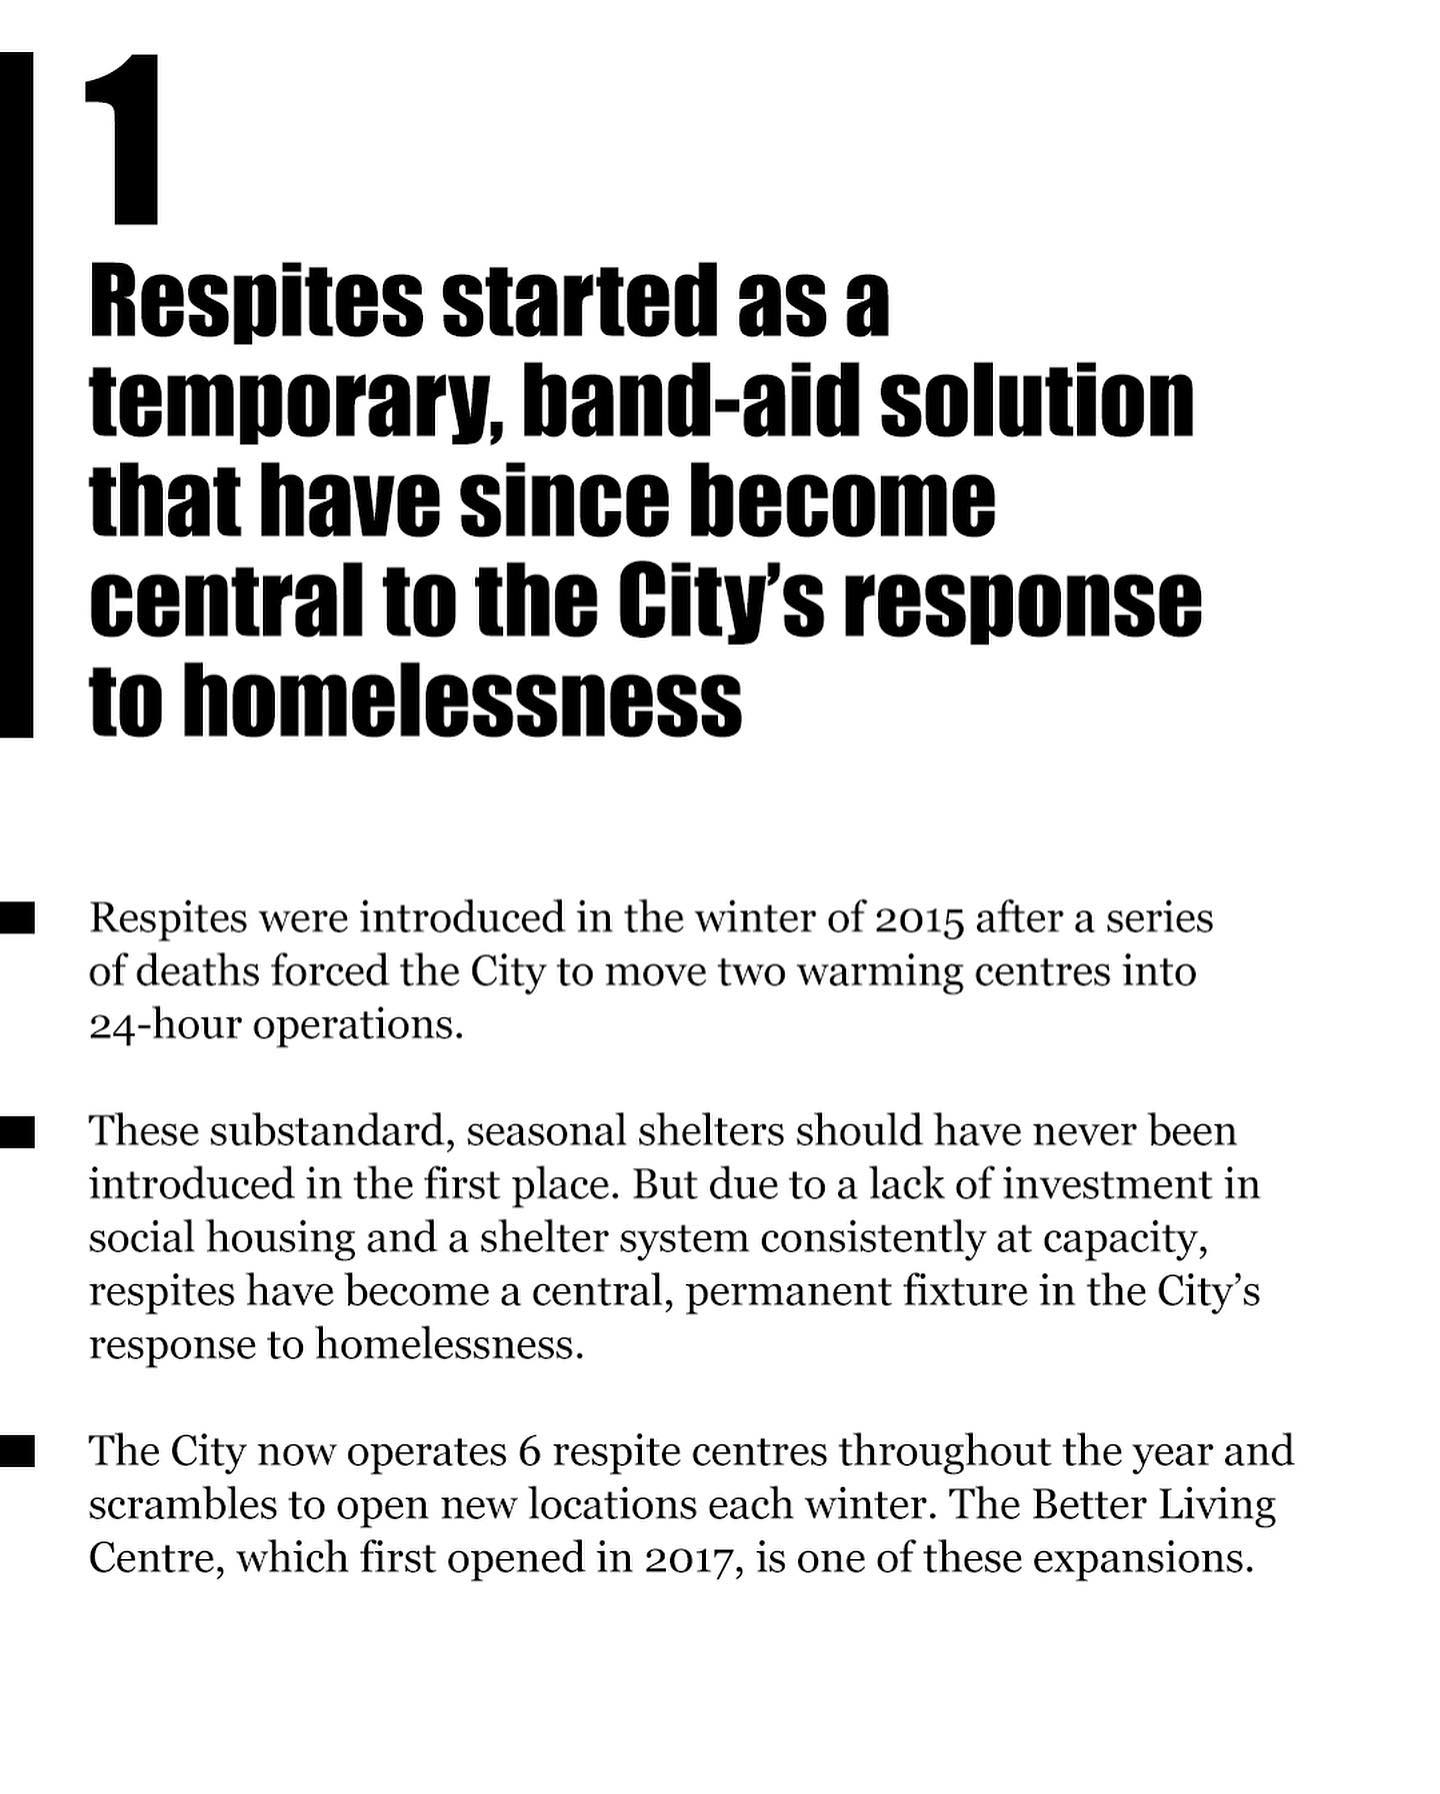 1
Respites started as a
temporary, band-aid solution
that have since become
central to the City’s response
to homelessness
Respites were introduced in the winter of 2015 after a series
of deaths forced the City to move two warming centres into
24-hour operations.
These substandard, seasonal shelters should have never been
introduced in the first place. But due to a lack of investment in
social housing and a shelter system consistently at capacity,
respites have become a central, permanent fixture in the City’s
response to homelessness.
The City now operates 6 respite centres throughout the year and
scrambles to open new locations each winter. The Better Living
Centre, which first opened in 2017, is one of these expansions.